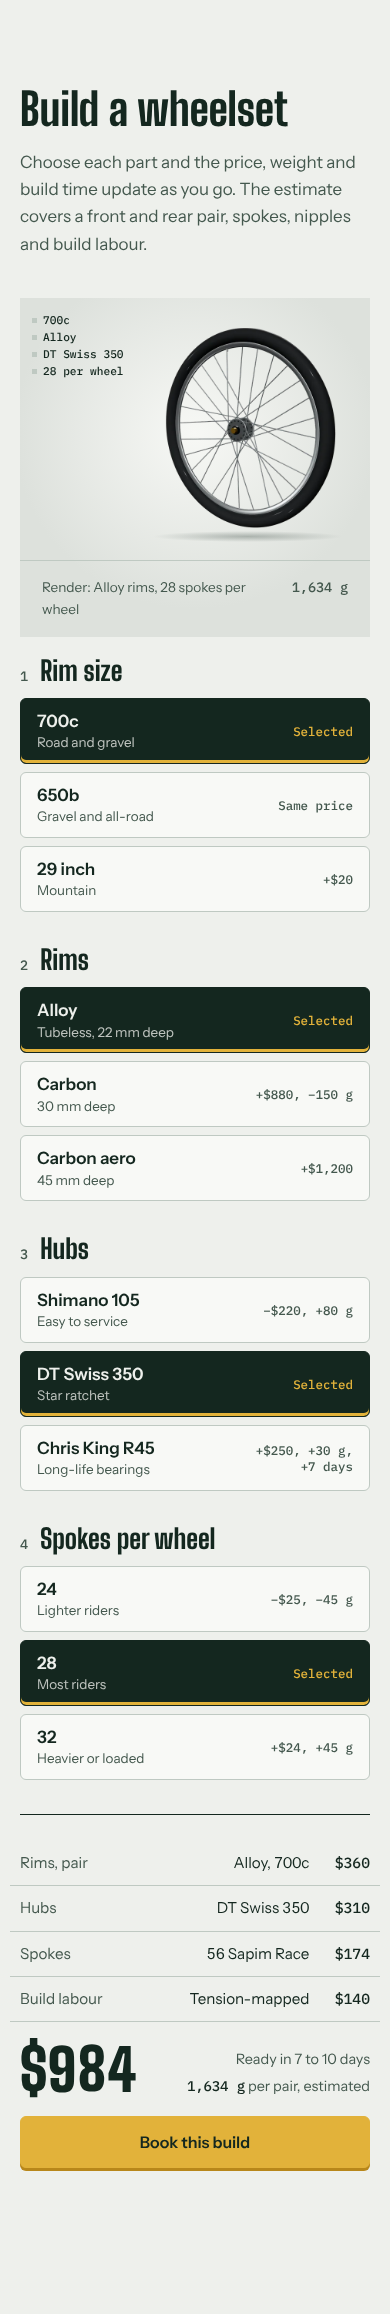 Build a wheelset
Choose each part and the price, weight and
build time update as you go. The estimate
covers a front and rear pair, spokes, nipples
and build labour.
700c
Alloy
DT Swiss 350
28 per wheel
Render: Alloy rims, 28 spokes per
wheel
1,634 g
1 Rim size
700c
Road and gravel
Selected
650b
Gravel and all-road
Same price
29 inch
Mountain
+$20
2 Rims
Alloy
Tubeless, 22 mm deep
Selected
Carbon
30 mm deep
+$880, −150 g
Carbon aero
45 mm deep
+$1,200
3 Hubs
Shimano 105
Easy to service
−$220, +80 g
DT Swiss 350
Star ratchet
Selected
Chris King R45
Long-life bearings
+$250, +30 g,
+7 days
4 Spokes per wheel
24
Lighter riders
−$25, −45 g
28
Most riders
Selected
32
Heavier or loaded
+$24, +45 g
Rims, pair Alloy, 700c $360
Hubs DT Swiss 350 $310
Spokes 56 Sapim Race $174
Build labour Tension-mapped $140
$984
Ready in 7 to 10 days
1,634 g per pair, estimated
Book this build